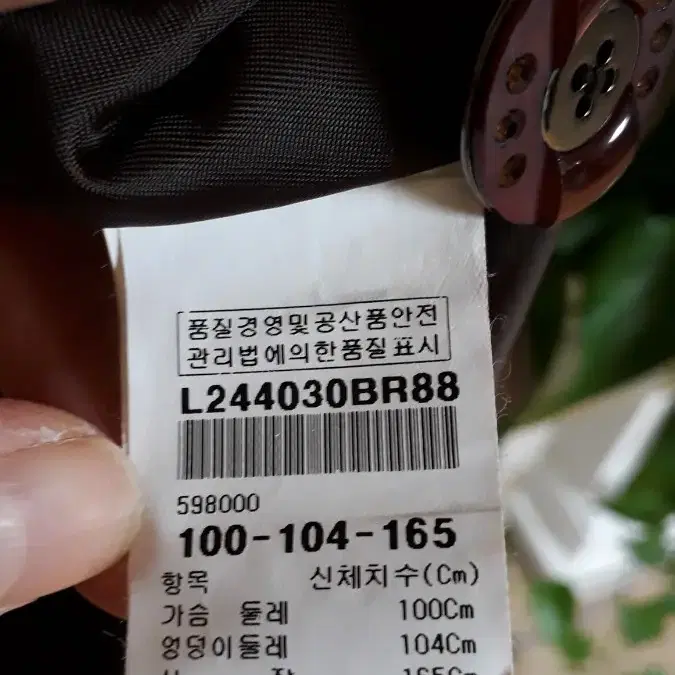 품질경영및공산품안전
관리법에의한품질표시
L244030BR88
598000
100-104-165
항목 신체치수(Cm)
가슴 둘레 100Cm
엉덩이둘레 104Cm